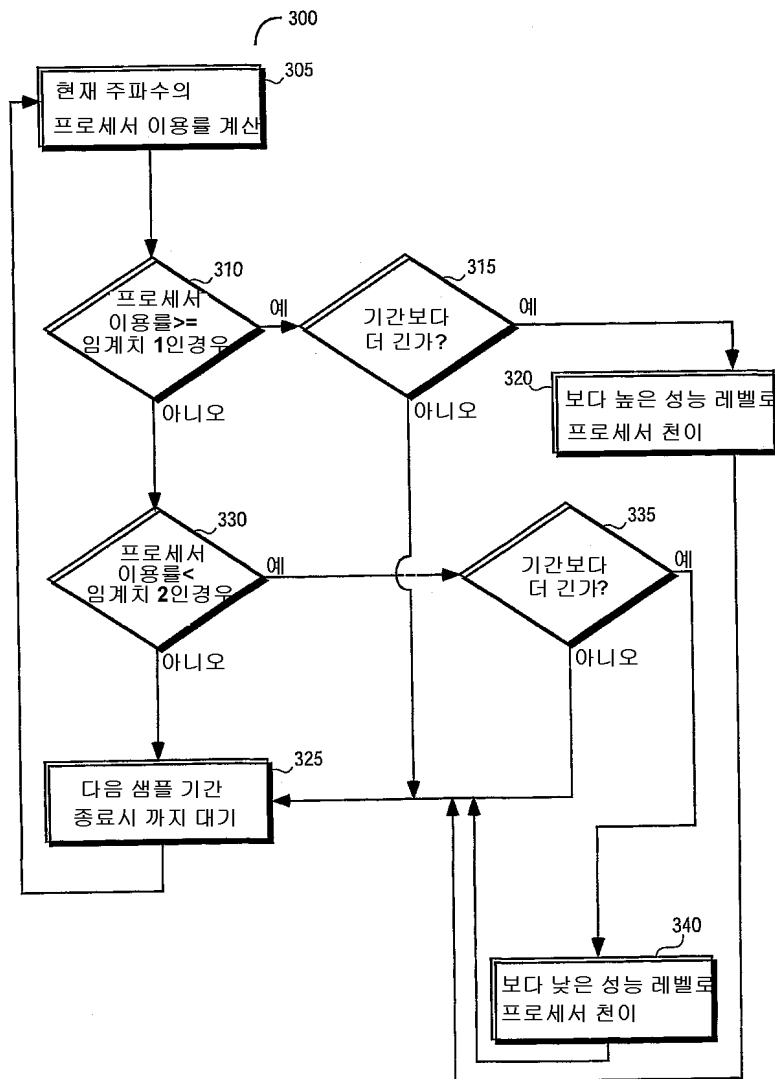 300
305
현재 주파수의
프로세서 이용률 계산
310
프로세서
이용률>=
임계치 1인경우
예
315
기간보다
더 긴가?
예
320
보다 높은 성능 레벨로
프로세서 천이
아니오
아니오
330
프로세서
이용률<
임계치 2인경우
예
335
기간보다
더 긴가?
예
아니오
아니오
325
다음 샘플 기간
종료시 까지 대기
340
보다 낮은 성능 레벨로
프로세서 천이